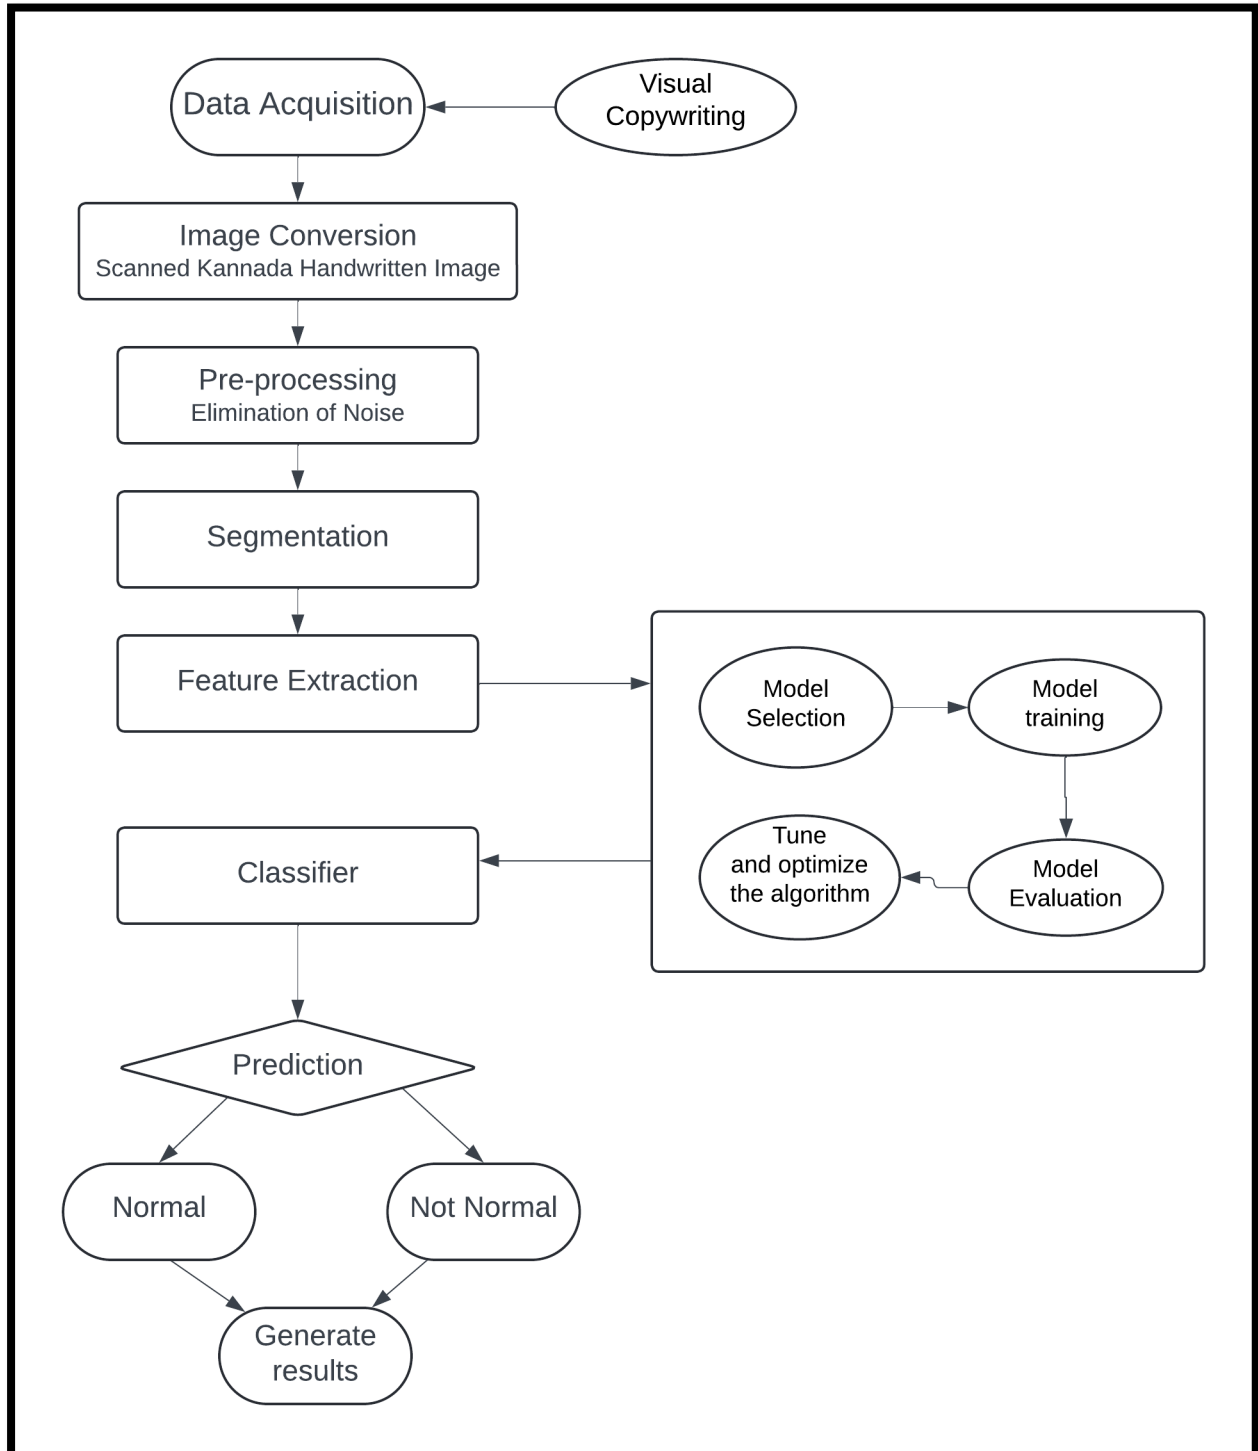 Data Acquisition
Visual
Copywriting
Image Conversion
Scanned Kannada Handwritten Image
Pre-processing
Elimination of Noise
Segmentation
Feature Extraction
Model
Selection
Model
training
Model
Evaluation
Tune
and optimize
the algorithm
Classifier
Prediction
Normal
Not Normal
Generate
results